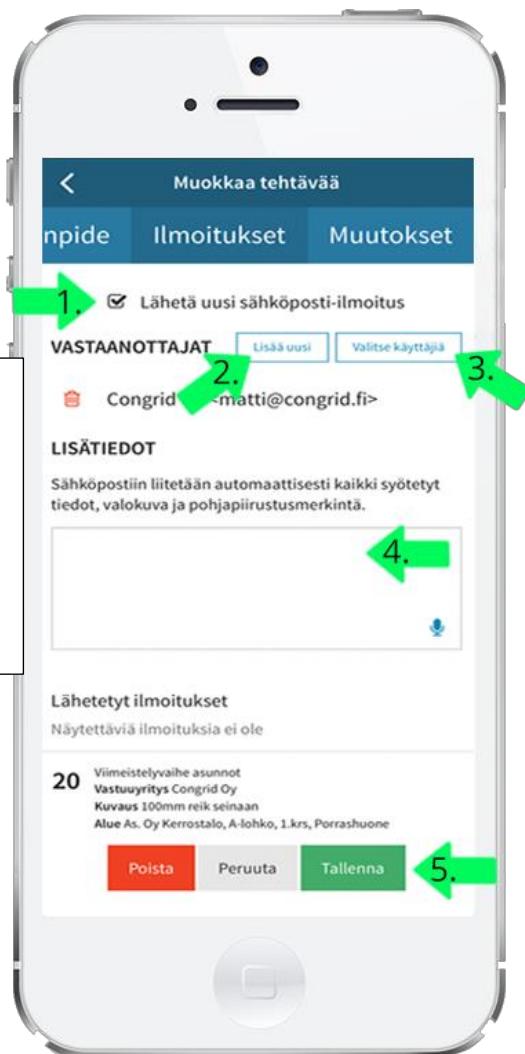 Muokkaa tehtävää
npide Ilmoitukset Muutokset
1. Lähetä uusi sähköposti-ilmoitus
VASTAANOTTAJAT Lisää uusi Valitse käyttäjiä
2. 3.
Congrid <matti@congrid.fi>
LISÄTIEDOT
Sähköpostiin liitetään automaattisesti kaikki syötetyt
tiedot, valokuva ja pohjapiirustusmerkintä.
4.
Lähetetyt ilmoitukset
Näytettäviä ilmoituksia ei ole
20 Viimeistelyvaihe asunnot
Vastuuyritys Congrid Oy
Kuvaus 100mm reik seinaan
Alue As. Oy Kerrostalo, A-lohko, 1.krs, Porrashuone
Poista Peruuta Tallenna 5.